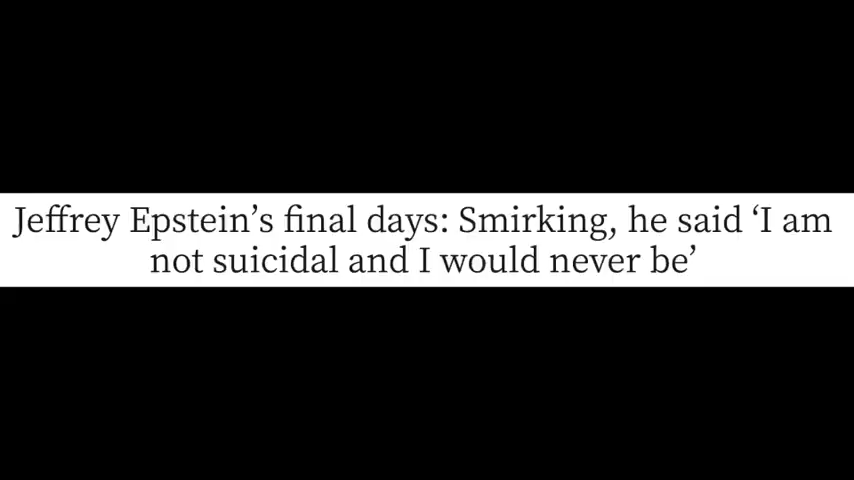 Jeffrey Epstein’s final days: Smirking, he said ‘I am
not suicidal and I would never be’